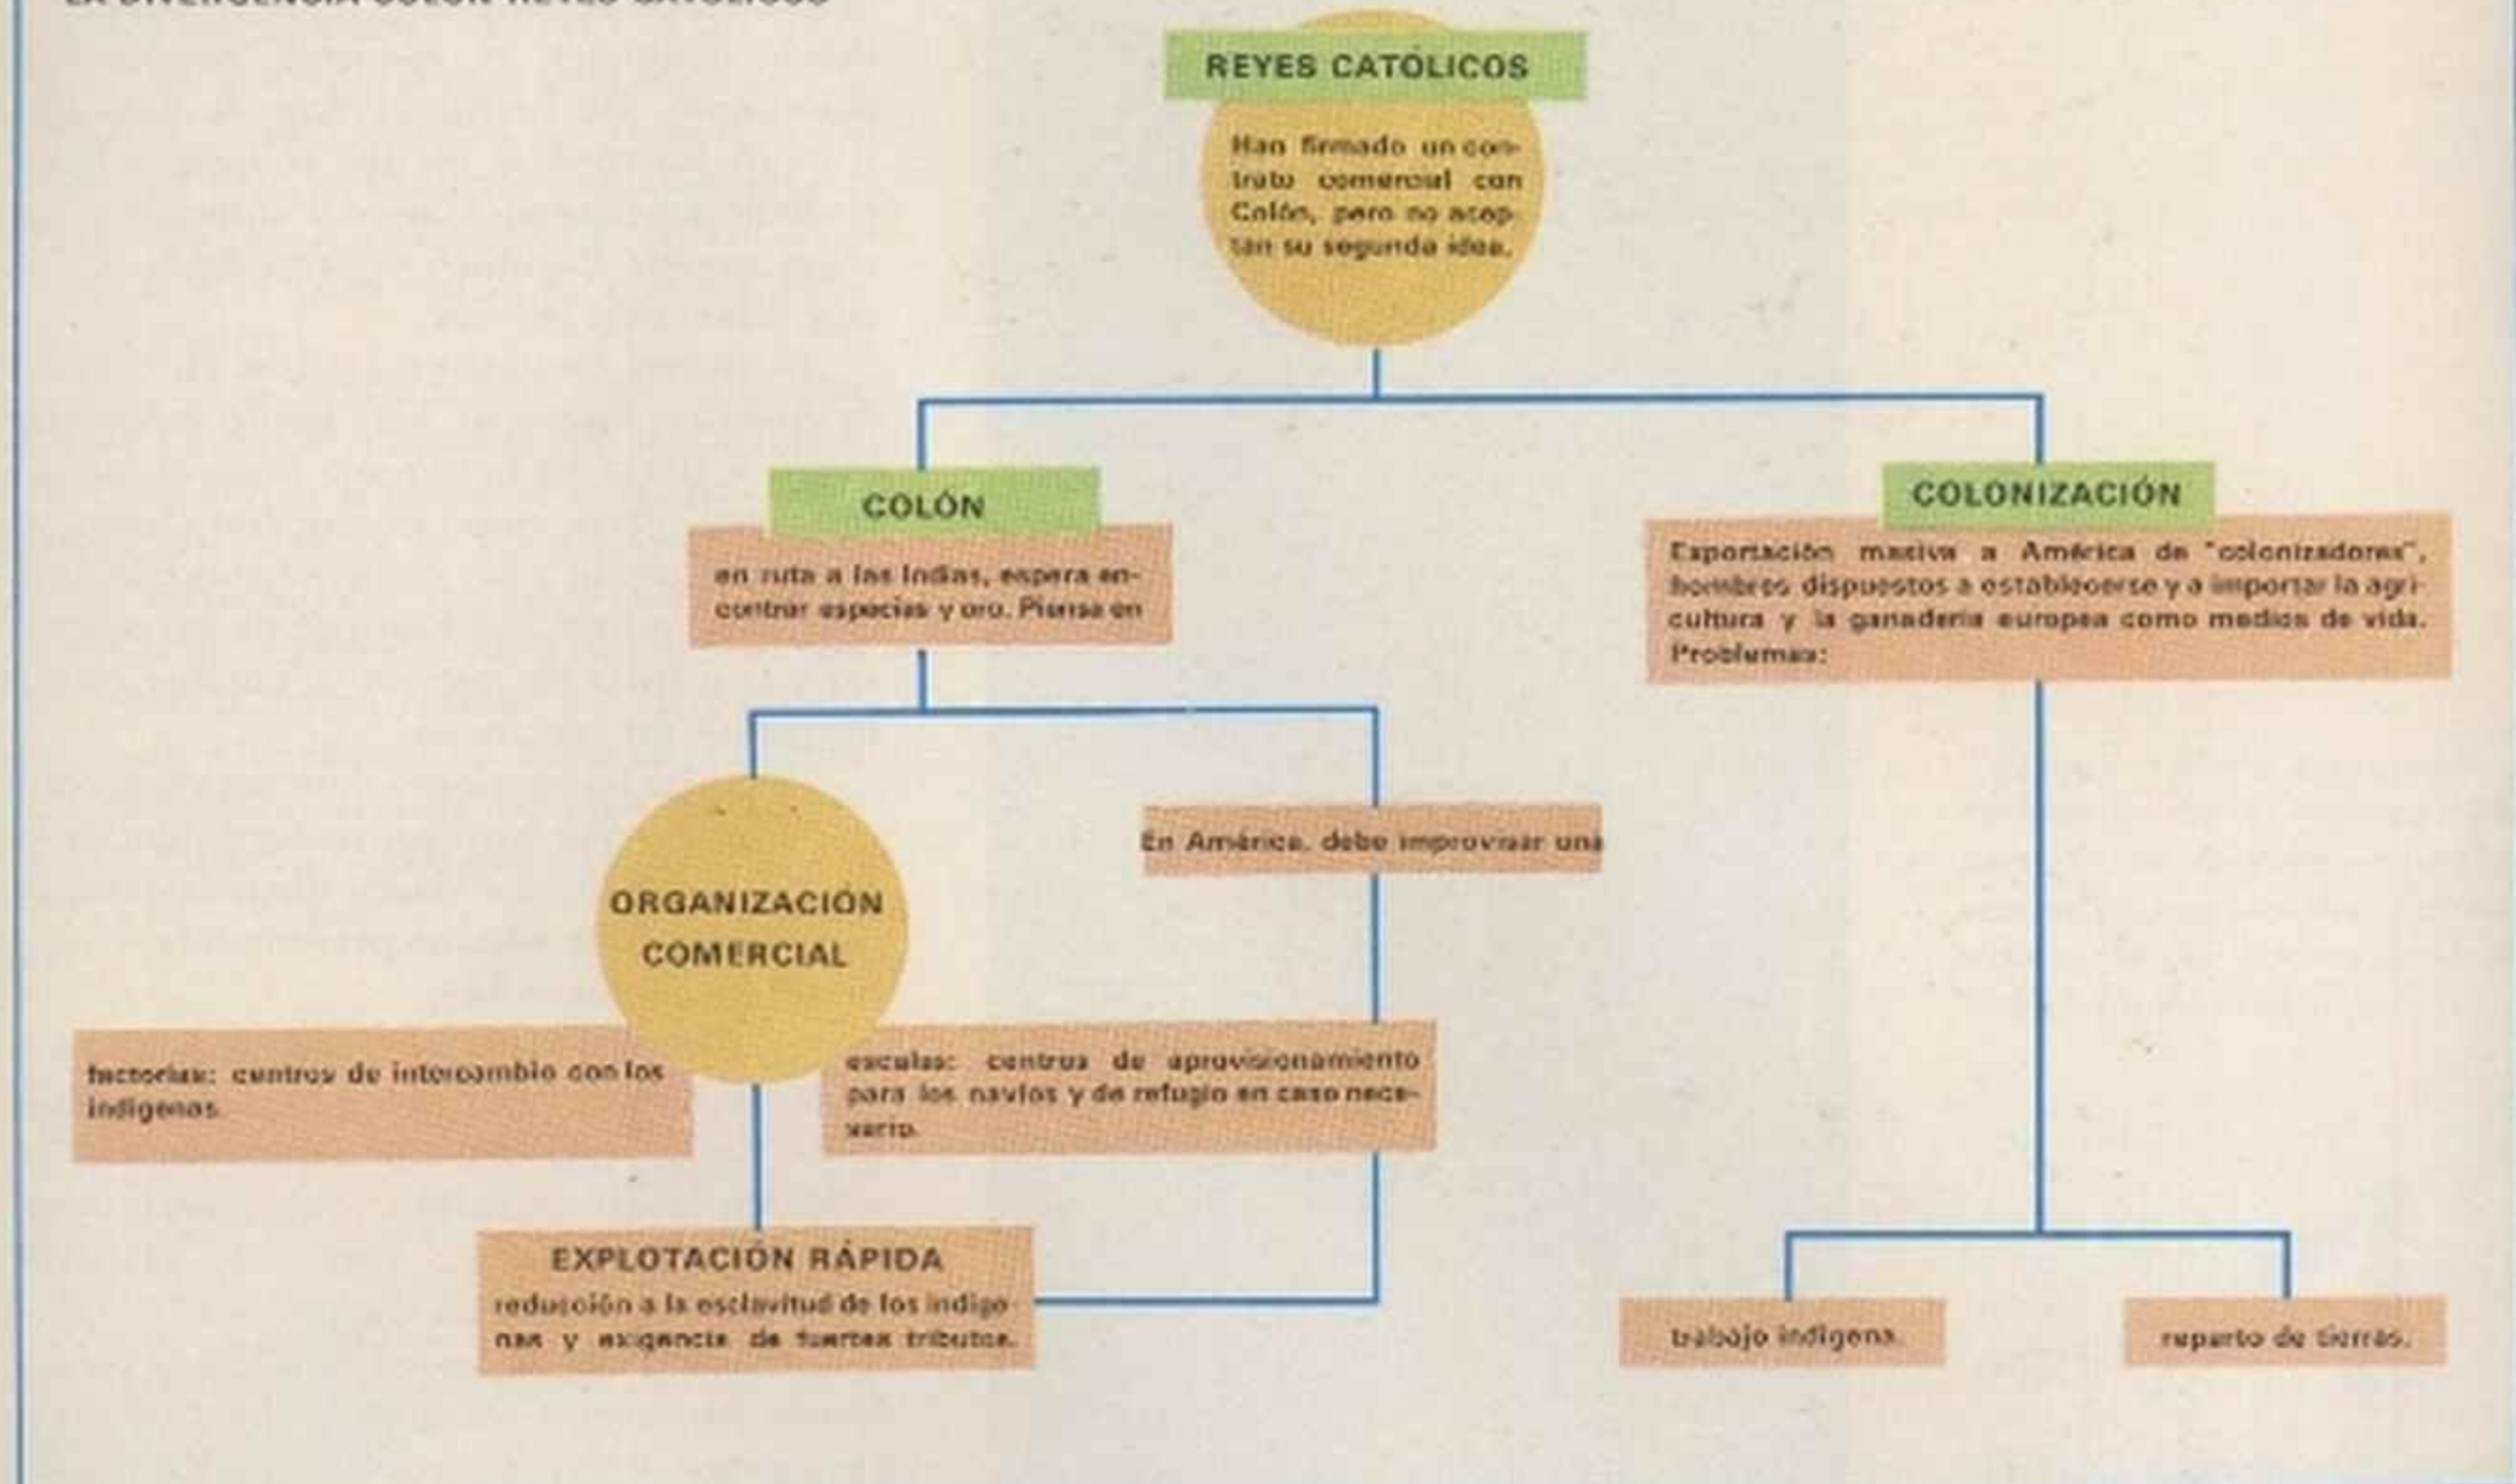 LA DIVERGENCIA COLÓN-REYES CATÓLICOS
REYES CATÓLICOS
Han firmado un con-
trato comercial con
Colón, pero no acep-
tan su segunda idea.
COLÓN
en ruta a las Indias, espera en-
contrar especias y oro. Piensa en
COLONIZACIÓN
Exportación masiva a América de "colonizadores",
hombres dispuestos a establecerse y a importar la agri-
cultura y la ganadería europea como medios de vida.
Problemas:
En América, debe improvisar una
ORGANIZACIÓN
COMERCIAL
factorías: centros de intercambio con los
indígenas.
escalas: centros de aprovisionamiento
para los navíos y de refugio en caso nece-
sario.
EXPLOTACIÓN RÁPIDA
reducción a la esclavitud de los indíge-
nas y exigencia de fuertes tributos.
trabajo indígena.
reparto de tierras.